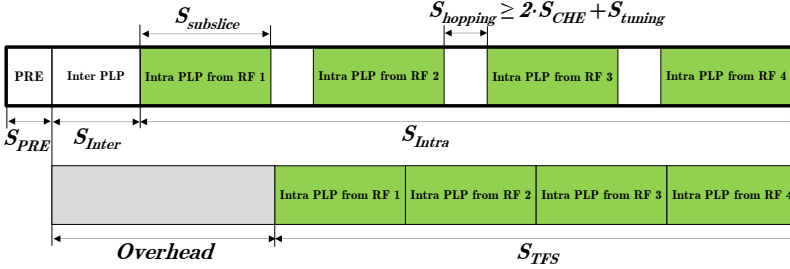 S_subslice
S_hopping ≥ 2·S_CHE + S_tuning
PRE
Inter PLP
Intra PLP from RF 1
Intra PLP from RF 2
Intra PLP from RF 3
Intra PLP from RF 4
S_PRE
S_Inter
S_Intra
Intra PLP from RF 1
Intra PLP from RF 2
Intra PLP from RF 3
Intra PLP from RF 4
Overhead
S_TFS